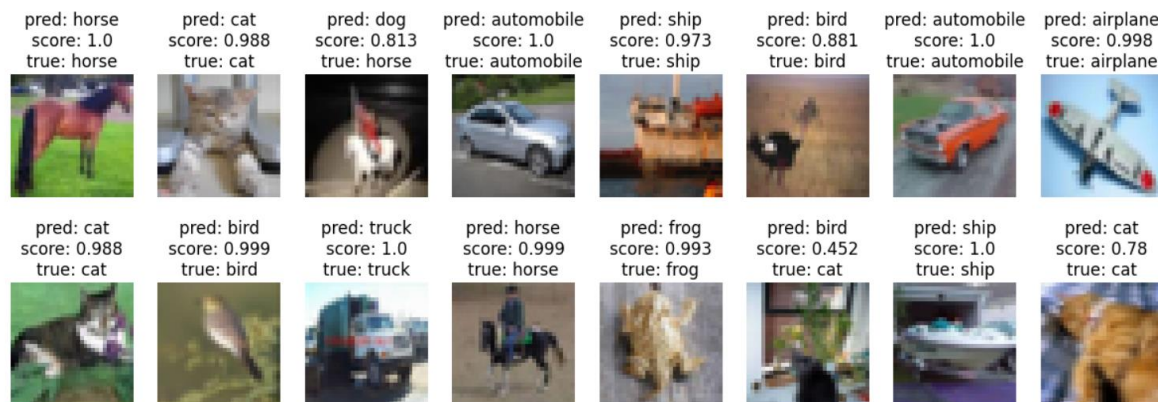 pred: horse
score: 1.0
true: horse
pred: cat
score: 0.988
true: cat
pred: dog
score: 0.813
true: horse
pred: automobile
score: 1.0
true: automobile
pred: ship
score: 0.973
true: ship
pred: bird
score: 0.881
true: bird
pred: automobile
score: 1.0
true: automobile
pred: airplane
score: 0.998
true: airplane
pred: cat
score: 0.988
true: cat
pred: bird
score: 0.999
true: bird
pred: truck
score: 1.0
true: truck
pred: horse
score: 0.999
true: horse
pred: frog
score: 0.993
true: frog
pred: bird
score: 0.452
true: cat
pred: ship
score: 1.0
true: ship
pred: cat
score: 0.78
true: cat